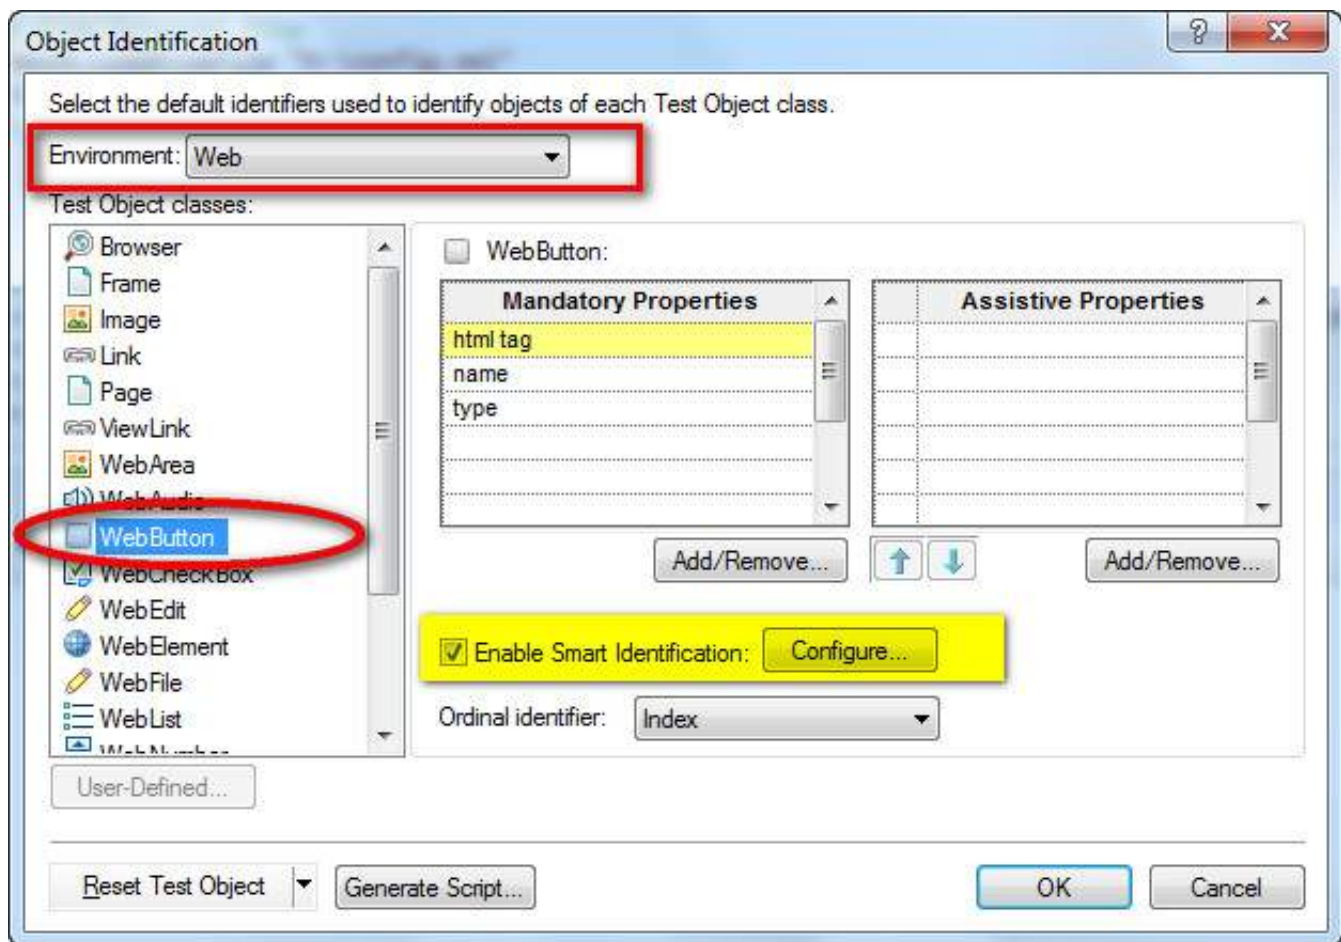 Object Identification
Select the default identifiers used to identify objects of each Test Object class.
Environment: Web
Test Object classes:
Browser
Frame
Image
Link
Page
ViewLink
WebArea
WebAudio
WebButton
WebCheckBox
WebEdit
WebElement
WebFile
WebList
WebNumber
WebButton:
Mandatory Properties
html tag
name
type
Add/Remove...
Assistive Properties
Add/Remove...
Enable Smart Identification: Configure...
Ordinal identifier: Index
User-Defined...
Reset Test Object Generate Script... OK Cancel